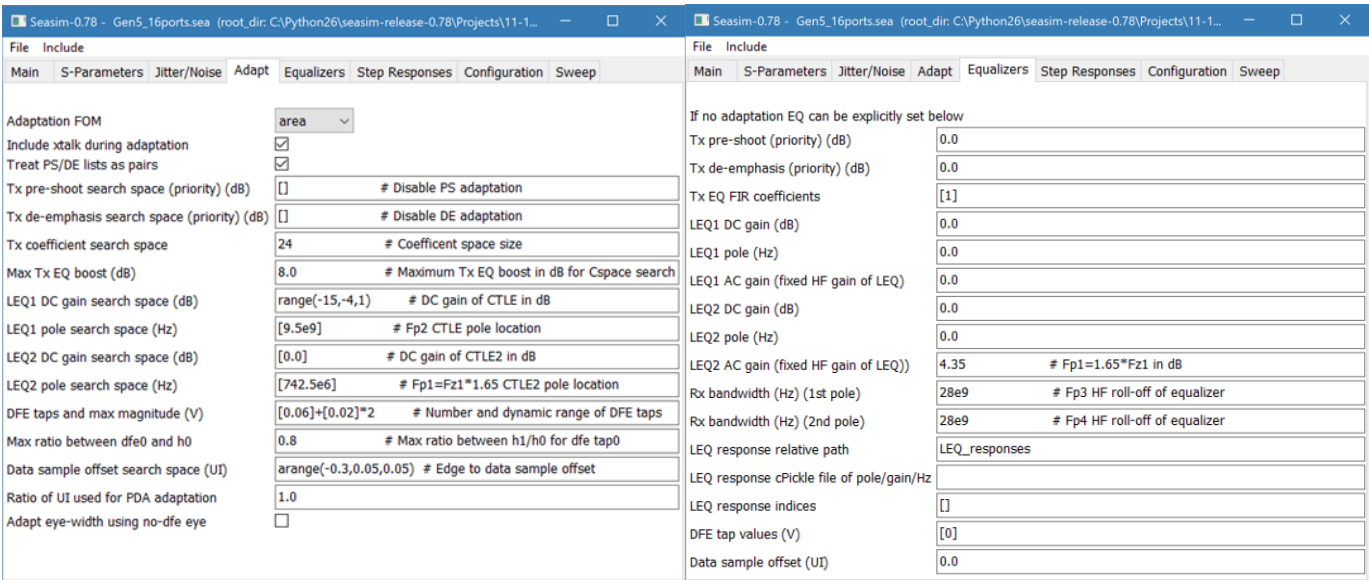 Seasim-0.78 - Gen5_16ports.sea (root_dir: C:\Python26\seasim-release-0.78\Projects\11-1...
File Include
Main S-Parameters Jitter/Noise Adapt Equalizers Step Responses Configuration Sweep
Adaptation FOM area
Include xtalk during adaptation
Treat PS/DE lists as pairs
Tx pre-shoot search space (priority) (dB) [] # Disable PS adaptation
Tx de-emphasis search space (priority) (dB) [] # Disable DE adaptation
Tx coefficient search space 24 # Coefficent space size
Max Tx EQ boost (dB) 8.0 # Maximum Tx EQ boost in dB for Cspace search
LEQ1 DC gain search space (dB) range(-15,-4,1) # DC gain of CTLE in dB
LEQ1 pole search space (Hz) [9.5e9] # Fp2 CTLE pole location
LEQ2 DC gain search space (dB) [0.0] # DC gain of CTLE2 in dB
LEQ2 pole search space (Hz) [742.5e6] # Fp1=Fz1*1.65 CTLE2 pole location
DFE taps and max magnitude (V) [0.06]+[0.02]*2 # Number and dynamic range of DFE taps
Max ratio between dfe0 and h0 0.8 # Max ratio between h1/h0 for dfe tap0
Data sample offset search space (UI) arange(-0.3,0.05,0.05) # Edge to data sample offset
Ratio of UI used for PDA adaptation 1.0
Adapt eye-width using no-dfe eye
Seasim-0.78 - Gen5_16ports.sea (root_dir: C:\Python26\seasim-release-0.78\Projects\11-1...
File Include
Main S-Parameters Jitter/Noise Adapt Equalizers Step Responses Configuration Sweep
If no adaptation EQ can be explicitly set below
Tx pre-shoot (priority) (dB) 0.0
Tx de-emphasis (priority) (dB) 0.0
Tx EQ FIR coefficients [1]
LEQ1 DC gain (dB) 0.0
LEQ1 pole (Hz) 0.0
LEQ1 AC gain (fixed HF gain of LEQ) 0.0
LEQ2 DC gain (dB) 0.0
LEQ2 pole (Hz) 0.0
LEQ2 AC gain (fixed HF gain of LEQ)) 4.35 # Fp1=1.65*Fz1 in dB
Rx bandwidth (Hz) (1st pole) 28e9 # Fp3 HF roll-off of equalizer
Rx bandwidth (Hz) (2nd pole) 28e9 # Fp4 HF roll-off of equalizer
LEQ response relative path LEQ_responses
LEQ response cPickle file of pole/gain/Hz
LEQ response indices []
DFE tap values (V) [0]
Data sample offset (UI) 0.0